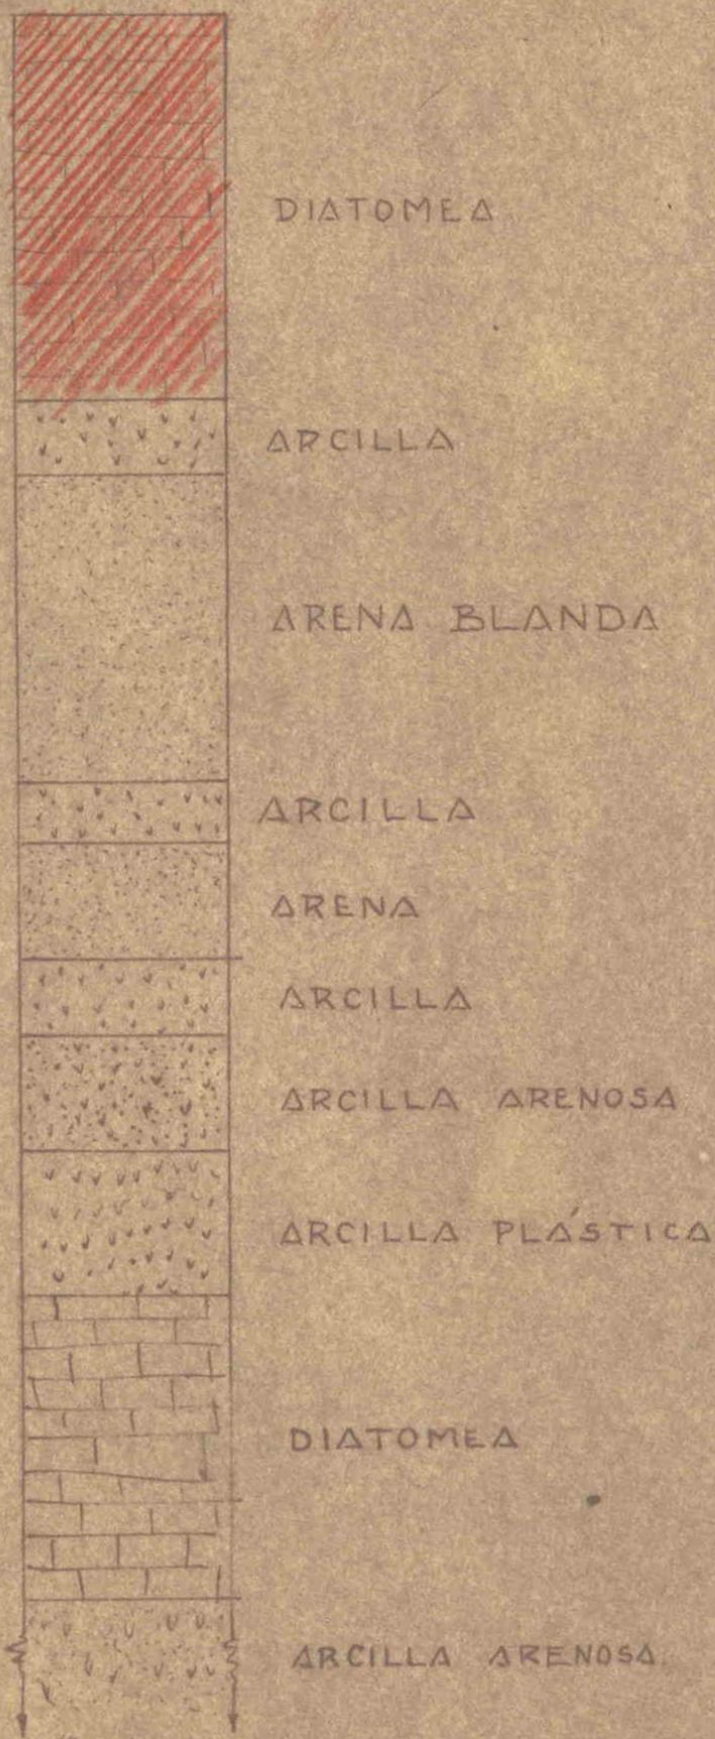 DIATOMEA
ARCILLA
ARENA BLANDA
ARCILLA
ARENA
ARCILLA
ARCILLA ARENOSA
ARCILLA PLÁSTICA
DIATOMEA
ARCILLA ARENOSA.